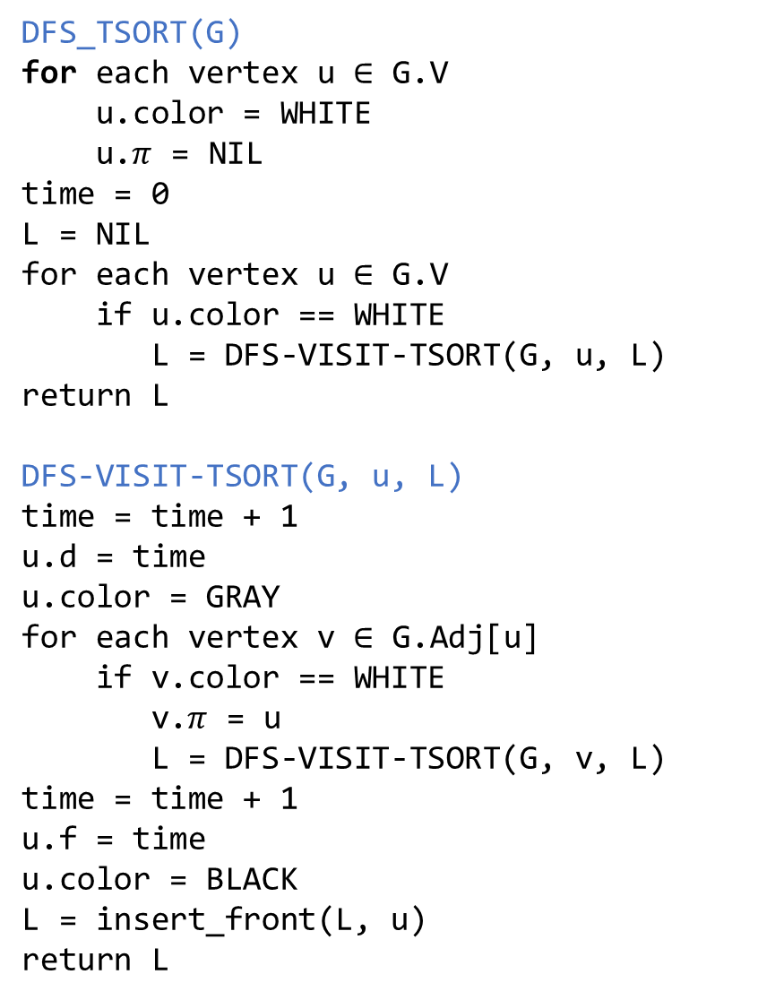 DFS_TSORT(G)
for each vertex u ∈ G.V
    u.color = WHITE
    u.π = NIL
time = 0
L = NIL
for each vertex u ∈ G.V
    if u.color == WHITE
       L = DFS-VISIT-TSORT(G, u, L)
return L

DFS-VISIT-TSORT(G, u, L)
time = time + 1
u.d = time
u.color = GRAY
for each vertex v ∈ G.Adj[u]
    if v.color == WHITE
       v.π = u
       L = DFS-VISIT-TSORT(G, v, L)
time = time + 1
u.f = time
u.color = BLACK
L = insert_front(L, u)
return L